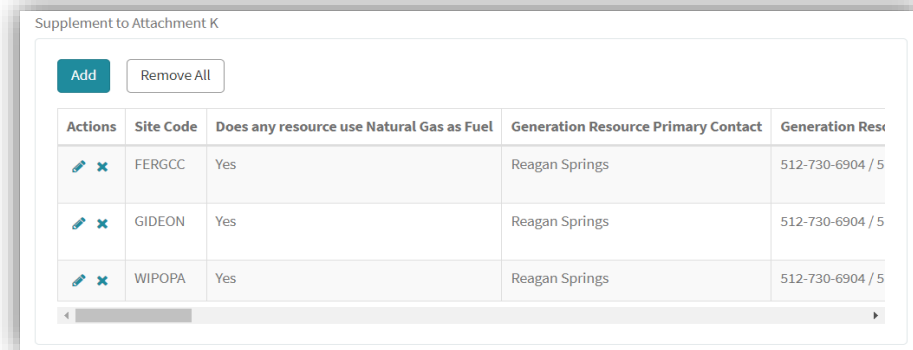 Supplement to Attachment K
Add Remove All
Actions Site Code Does any resource use Natural Gas as Fuel Generation Resource Primary Contact Generation
FERGCC Yes Reagan Springs 512-730-6904 / 5
GIDEON Yes Reagan Springs 512-730-6904 / 5
WIPOPA Yes Reagan Springs 512-730-6904 / 5